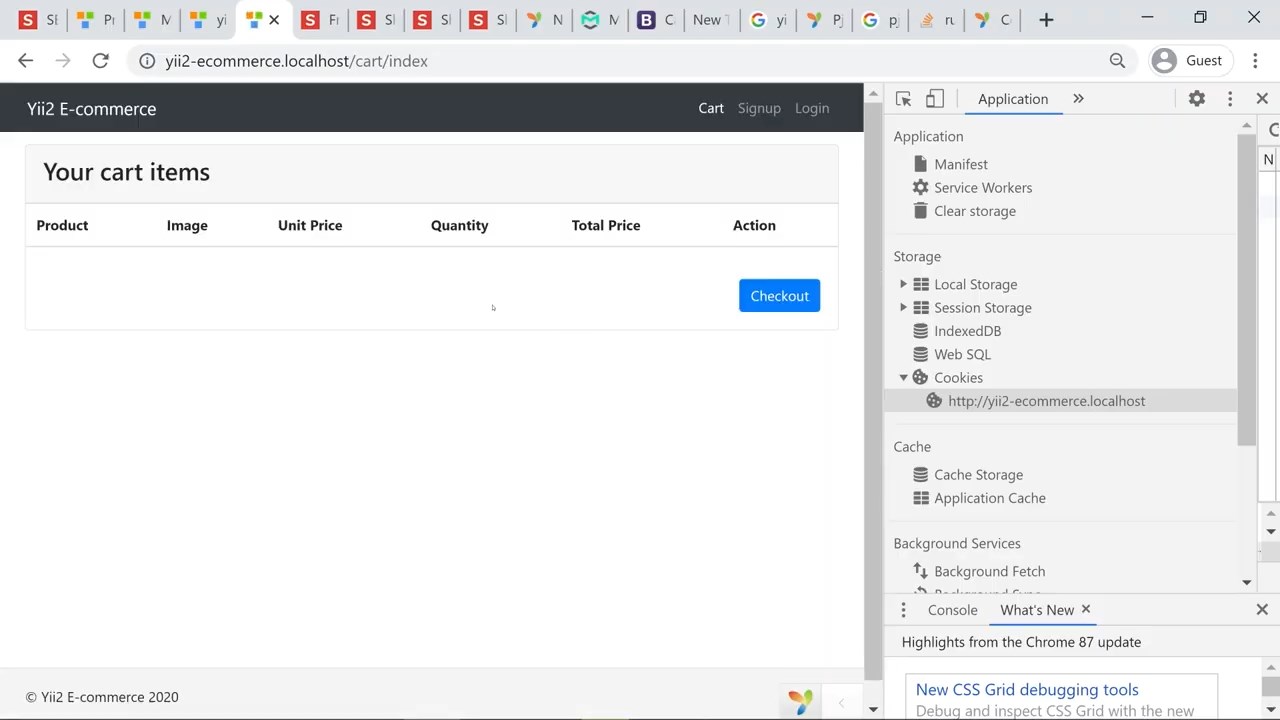 S Sl
Pr
M
yi
S Fr
S Sl
S Sl
S Sl
N
M
B C
New T
G yi
Pj
G pj
ru
C
yii2-ecommerce.localhost/cart/index
Guest
Yii2 E-commerce
Cart Signup Login
Your cart items
Product Image Unit Price Quantity Total Price Action
Checkout
© Yii2 E-commerce 2020
Application
Application
Manifest
Service Workers
Clear storage
Storage
Local Storage
Session Storage
IndexedDB
Web SQL
Cookies
http://yii2-ecommerce.localhost
Cache
Cache Storage
Application Cache
Background Services
Background Fetch
N
Console What's New
Highlights from the Chrome 87 update
New CSS Grid debugging tools
Debug and inspect CSS Grid with the new